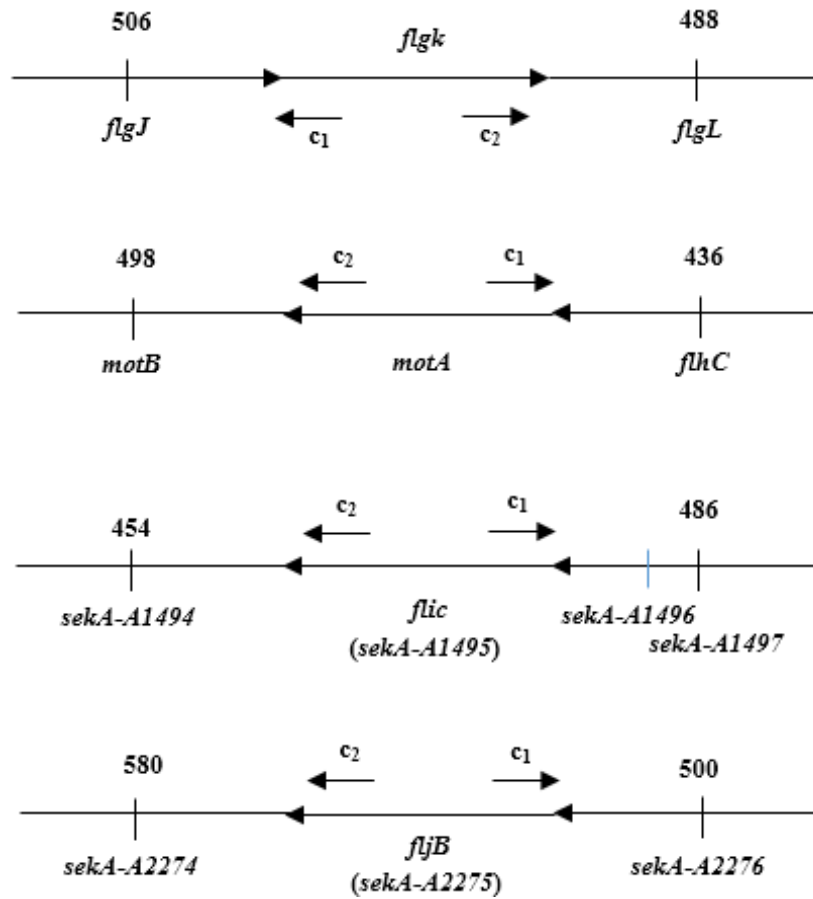 506 flgk 488
flgJ c₁ c₂ flgL
498 c₂ c₁ 436
motB motA flhC
454 c₂ c₁ 486
sekA-A1494 flic sekA-A1496
(sekA-A1495) sekA-A1497
580 c₂ c₁ 500
sekA-A2274 fljB sekA-A2276
(sekA-A2275)